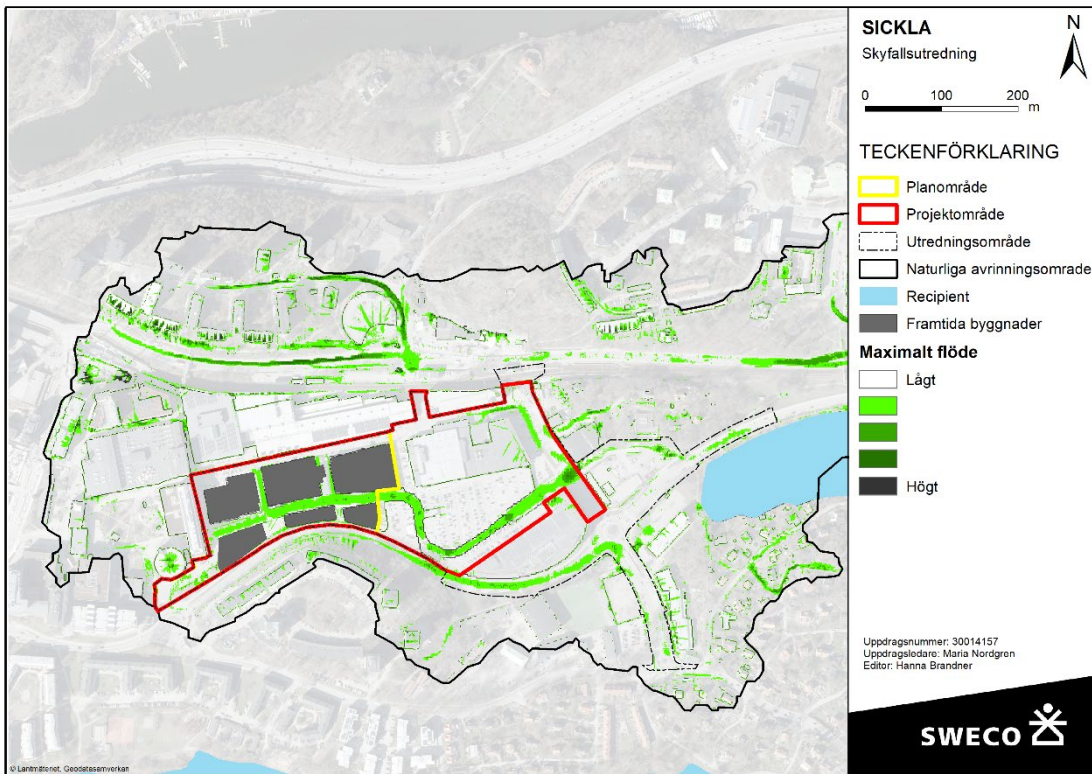 SICKLA
Skyfallsutredning
N
0 100 200
m
TECKENFÖRKLARING
Planområde
Projektområde
Utredningsområde
Naturliga avrinningsområde
Recipient
Framtida byggnader
Maximalt flöde
Lågt
Högt
Uppdragsnummer: 30014157
Uppdragsledare: Maria Nordgren
Editor: Hanna Brandner
SWECO
© Lantmäteriet, Geodatasamverkan